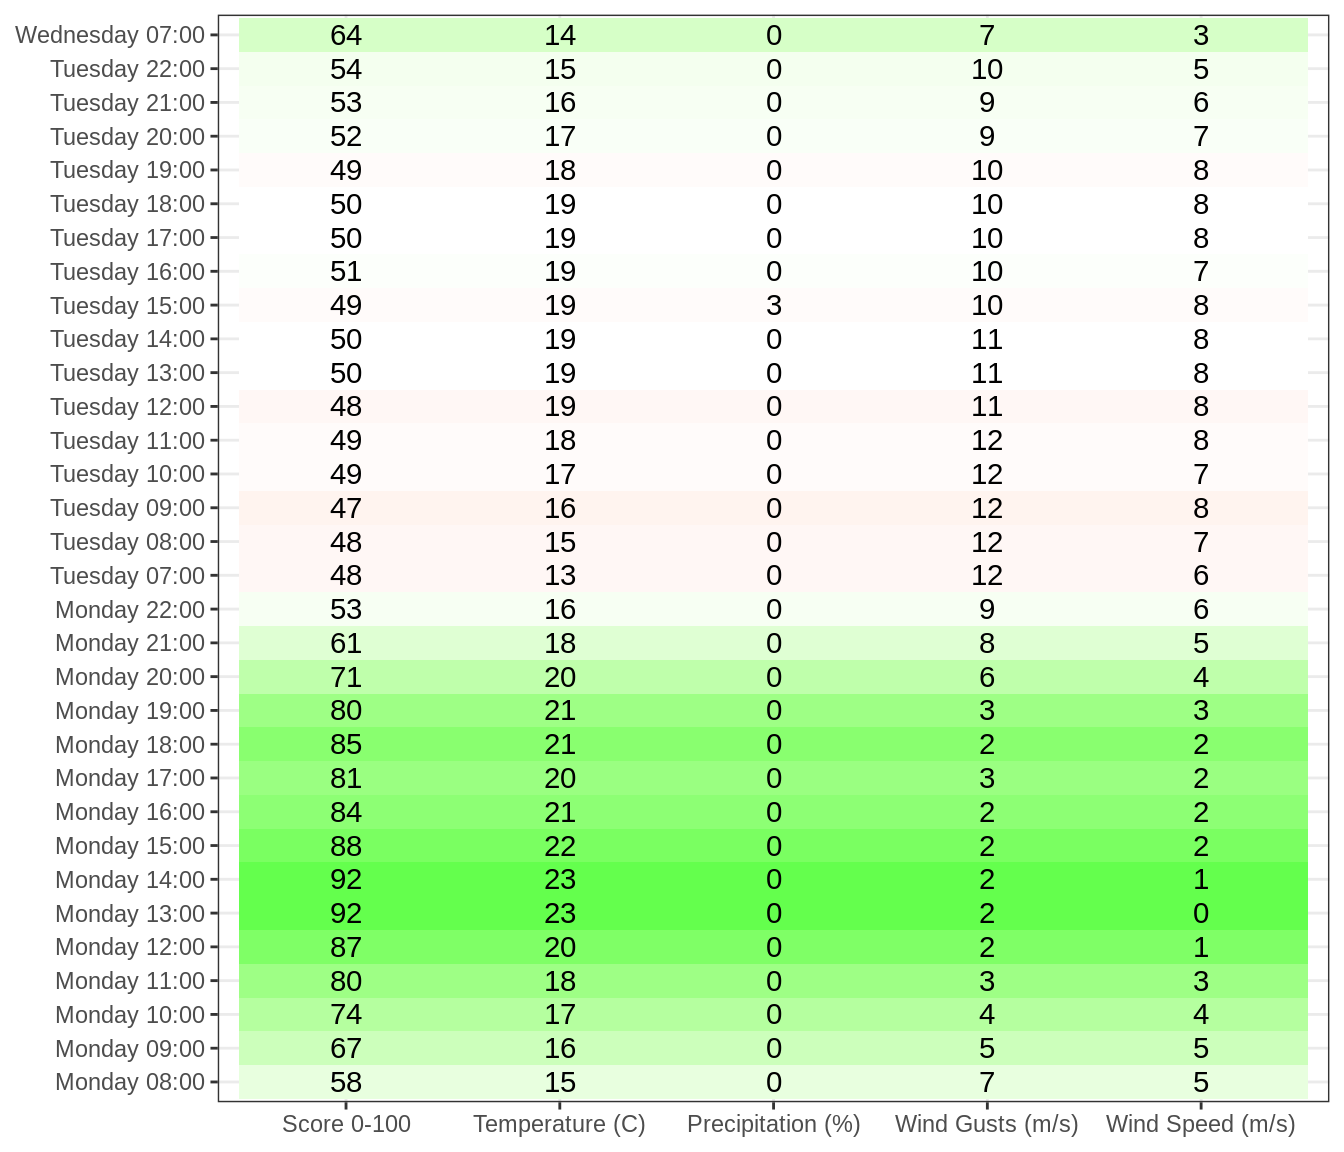 Wednesday 07:00 64 14 0 7 3
Tuesday 22:00 54 15 0 10 5
Tuesday 21:00 53 16 0 9 6
Tuesday 20:00 52 17 0 9 7
Tuesday 19:00 49 18 0 10 8
Tuesday 18:00 50 19 0 10 8
Tuesday 17:00 50 19 0 10 8
Tuesday 16:00 51 19 0 10 7
Tuesday 15:00 49 19 3 10 8
Tuesday 14:00 50 19 0 11 8
Tuesday 13:00 50 19 0 11 8
Tuesday 12:00 48 19 0 11 8
Tuesday 11:00 49 18 0 12 8
Tuesday 10:00 49 17 0 12 7
Tuesday 09:00 47 16 0 12 8
Tuesday 08:00 48 15 0 12 7
Tuesday 07:00 48 13 0 12 6
Monday 22:00 53 16 0 9 6
Monday 21:00 61 18 0 8 5
Monday 20:00 71 20 0 6 4
Monday 19:00 80 21 0 3 3
Monday 18:00 85 21 0 2 2
Monday 17:00 81 20 0 3 2
Monday 16:00 84 21 0 2 2
Monday 15:00 88 22 0 2 2
Monday 14:00 92 23 0 2 1
Monday 13:00 92 23 0 2 0
Monday 12:00 87 20 0 2 1
Monday 11:00 80 18 0 3 3
Monday 10:00 74 17 0 4 4
Monday 09:00 67 16 0 5 5
Monday 08:00 58 15 0 7 5
Score 0-100 Temperature (C) Precipitation (%) Wind Gusts (m/s) Wind Speed (m/s)